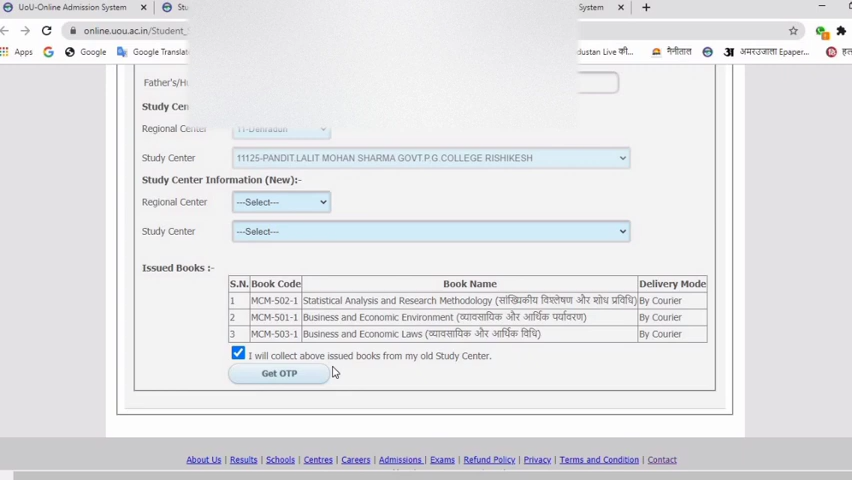 UoU-Online Admission System
System
online.uou.ac.in/Student_
Apps Google Google Transla
dustan Live की... नैनीताल अमरउजाला Epaper...
Father's/Hu
Study Cen
Regional Center 11-Dehradun
Study Center 11125-PANDIT.LALIT MOHAN SHARMA GOVT.P.G COLLEGE RISHIKESH
Study Center Information (New):-
Regional Center ---Select---
Study Center ---Select---
Issued Books :-
S.N. Book Code Book Name Delivery Mode
1 MCM-502-1 Statistical Analysis and Research Methodology (सांख्यिकीय विश्लेषण और शोध प्रविधि) By Courier
2 MCM-501-1 Business and Economic Environment (व्यावसायिक और आर्थिक पर्यावरण) By Courier
3 MCM-503-1 Business and Economic Laws (व्यावसायिक और आर्थिक विधि) By Courier
I will collect above issued books from my old Study Center.
Get OTP
About Us | Results | Schools | Centres | Careers | Admissions | Exams | Refund Policy | Privacy | Terms and Condition | Contact